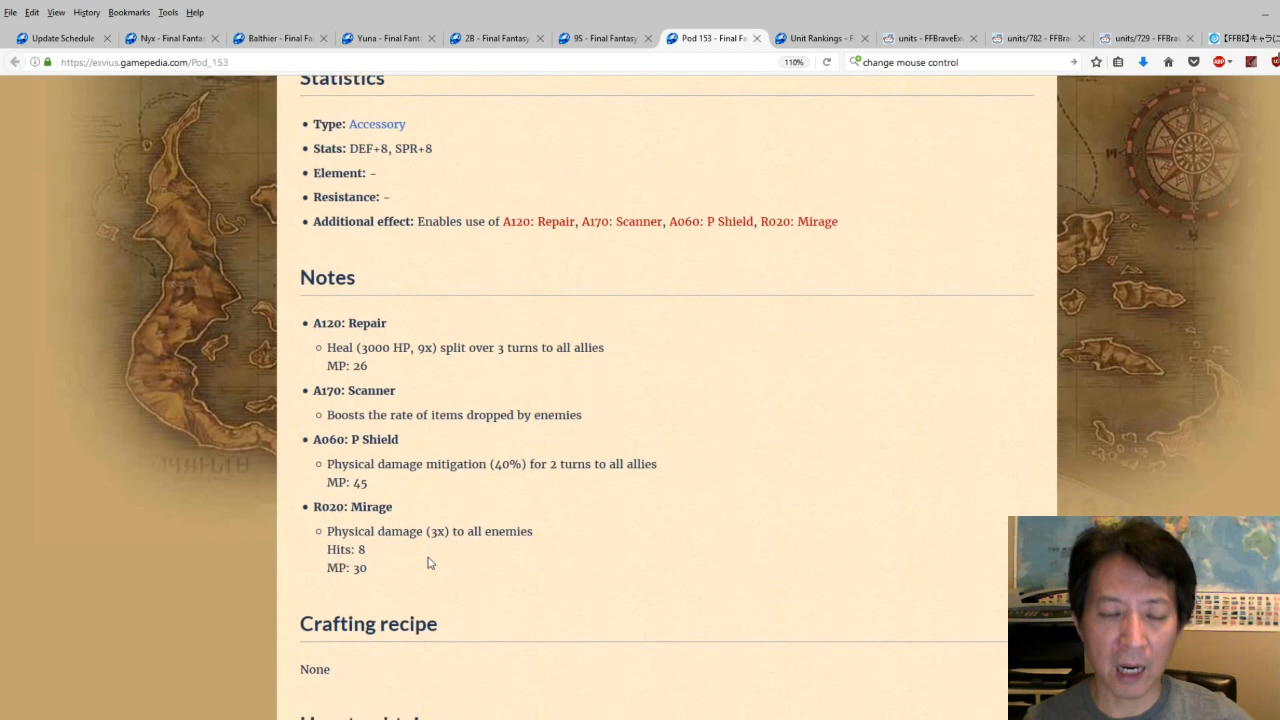 File Edit View History Bookmarks Tools Help
Update Schedule
Nyx - Final Fantas
Balthier - Final Fa
Yuna - Final Fanta
2B - Final Fantasy
9S - Final Fantasy
Pod 153 - Final F
Unit Rankings - F
units - FFBraveEx
units/782 - FFBra
units/729 - FFBra
https://exvius.gamepedia.com/Pod_153
110%
change mouse control
ABP
Statistics
Type: Accessory
Stats: DEF+8, SPR+8
Element: -
Resistance: -
Additional effect: Enables use of A120: Repair, A170: Scanner, A060: P Shield, R020: Mirage
Notes
A120: Repair
Heal (3000 HP, 9x) split over 3 turns to all allies
MP: 26
A170: Scanner
Boosts the rate of items dropped by enemies
A060: P Shield
Physical damage mitigation (40%) for 2 turns to all allies
MP: 45
R020: Mirage
Physical damage (3x) to all enemies
Hits: 8
MP: 30
Crafting recipe
None